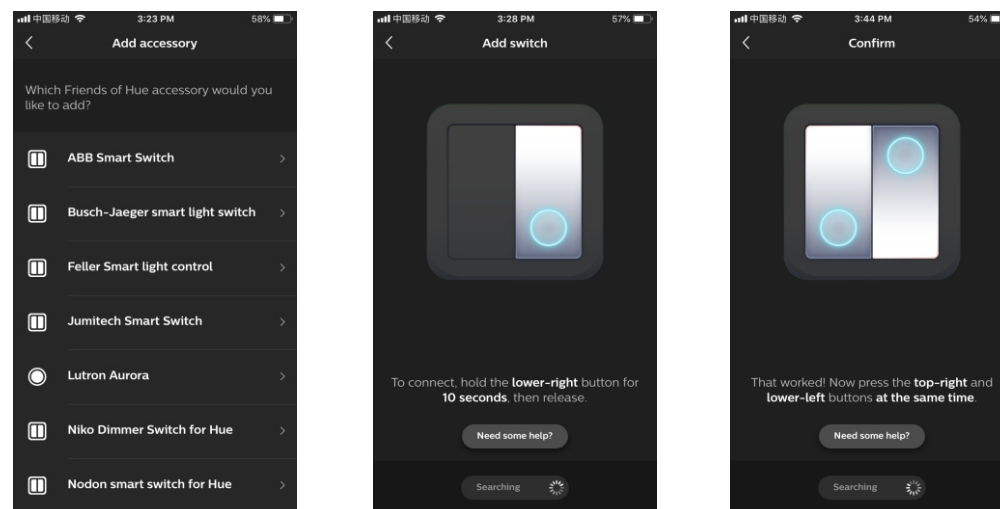 中国移动 3:23 PM 58%
Add accessory
Which Friends of Hue accessory would you
like to add?
ABB Smart Switch
Busch-Jaeger smart light switch
Feller Smart light control
Jumitech Smart Switch
Lutron Aurora
Niko Dimmer Switch for Hue
Nodon smart switch for Hue
中国移动 3:28 PM 57%
Add switch
To connect, hold the lower-right button for
10 seconds, then release.
Need some help?
Searching
中国移动 3:44 PM 54%
Confirm
That worked! Now press the top-right and
lower-left buttons at the same time.
Need some help?
Searching